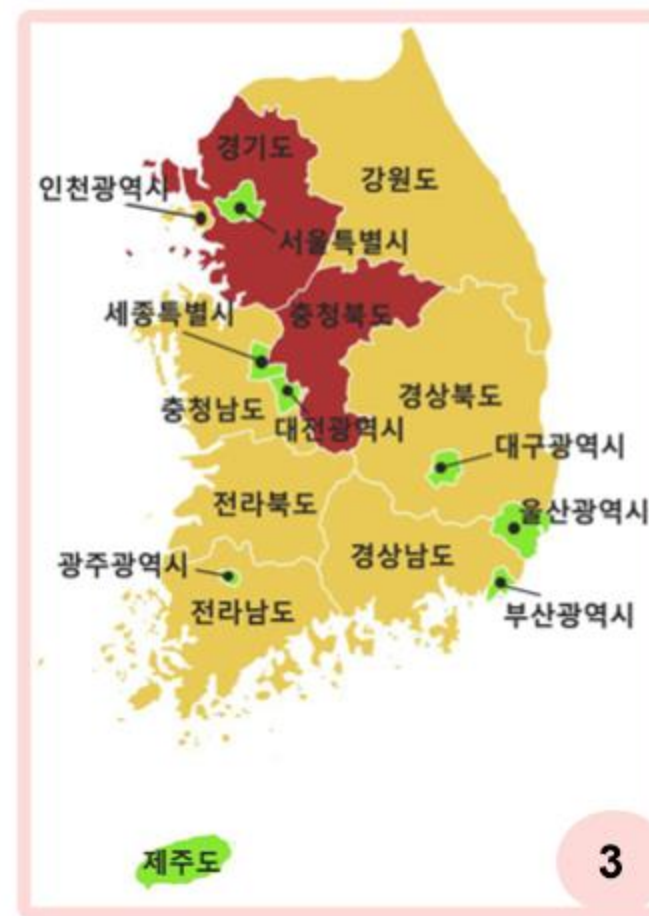 경기도
강원도
인천광역시
서울특별시
세종특별시
충청북도
충청남도
경상북도
대전광역시
대구광역시
전라북도
울산광역시
경상남도
광주광역시
전라남도
부산광역시
제주도
3